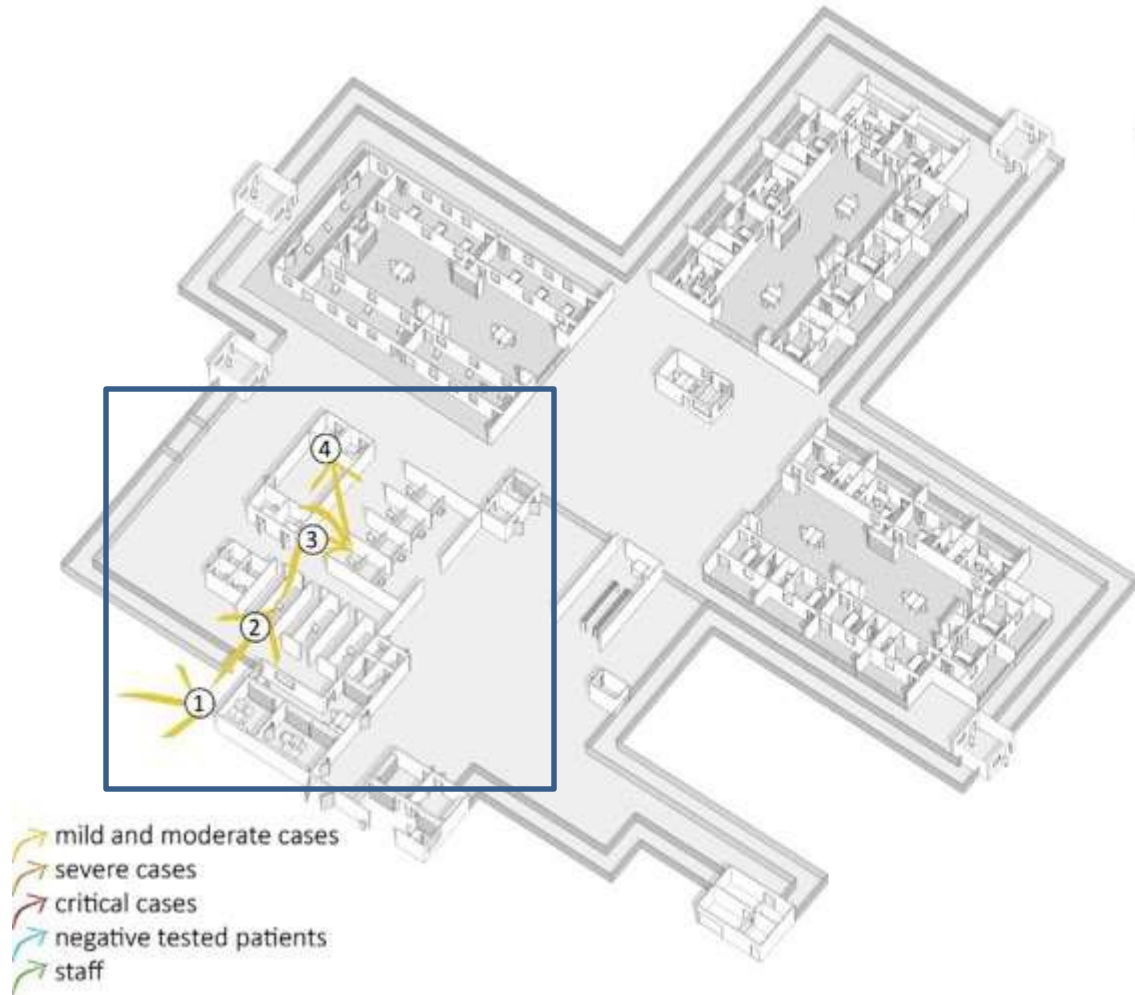 4
3
2
1
mild and moderate cases
severe cases
critical cases
negative tested patients
staff